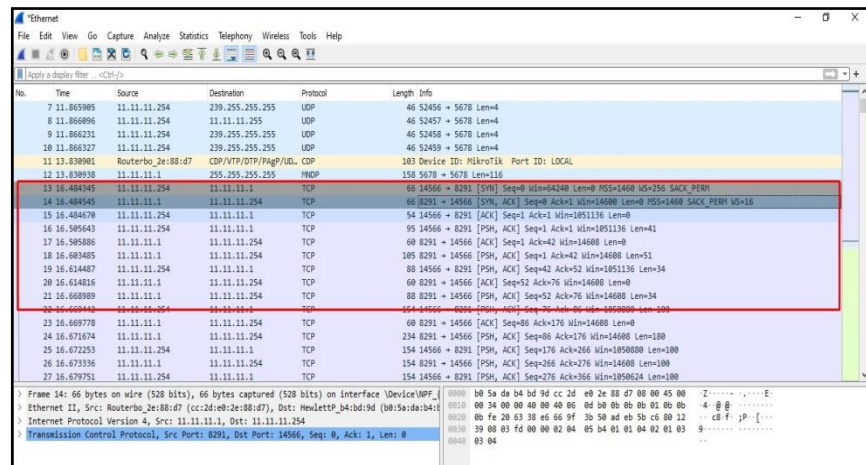 *Ethernet
File Edit View Go Capture Analyze Statistics Telephony Wireless Tools Help
Apply a display filter ... <Ctrl-/>
No. Time Source Destination Protocol Length Info
7 11.865905 11.11.11.254 239.255.255.255 UDP 46 52456 → 5678 Len=4
8 11.866096 11.11.11.254 11.11.11.255 UDP 46 52457 → 5678 Len=4
9 11.866231 11.11.11.254 239.255.255.255 UDP 46 52458 → 5678 Len=4
10 11.866327 11.11.11.254 239.255.255.255 UDP 46 52459 → 5678 Len=4
11 13.830901 Routerbo_2e:88:d7 CDP/VTP/DTP/PAgP/UD… CDP 103 Device ID: MikroTik Port ID: LOCAL
12 13.830938 11.11.11.1 255.255.255.255 MNDP 158 5678 → 5678 Len=116
13 16.484345 11.11.11.254 11.11.11.1 TCP 66 14566 → 8291 [SYN] Seq=0 Win=64240 Len=0 MSS=1460 WS=256 SACK_PERM
14 16.484545 11.11.11.1 11.11.11.254 TCP 66 8291 → 14566 [SYN, ACK] Seq=0 Ack=1 Win=14600 Len=0 MSS=1460 SACK_PERM WS=16
15 16.484670 11.11.11.254 11.11.11.1 TCP 54 14566 → 8291 [ACK] Seq=1 Ack=1 Win=1051136 Len=0
16 16.505643 11.11.11.254 11.11.11.1 TCP 95 14566 → 8291 [PSH, ACK] Seq=1 Ack=1 Win=1051136 Len=41
17 16.505886 11.11.11.1 11.11.11.254 TCP 60 8291 → 14566 [ACK] Seq=1 Ack=42 Win=14608 Len=0
18 16.603485 11.11.11.1 11.11.11.254 TCP 105 8291 → 14566 [PSH, ACK] Seq=1 Ack=42 Win=14608 Len=51
19 16.614487 11.11.11.254 11.11.11.1 TCP 88 14566 → 8291 [PSH, ACK] Seq=42 Ack=52 Win=1051136 Len=34
20 16.614816 11.11.11.1 11.11.11.254 TCP 60 8291 → 14566 [ACK] Seq=52 Ack=76 Win=14608 Len=0
21 16.668989 11.11.11.1 11.11.11.254 TCP 88 8291 → 14566 [PSH, ACK] Seq=52 Ack=76 Win=14608 Len=34
22 16.669442 11.11.11.254 11.11.11.1 TCP 154 14566 → 8291 [PSH, ACK] Seq=76 Ack=86 Win=1050880 Len=100
23 16.669778 11.11.11.1 11.11.11.254 TCP 60 8291 → 14566 [ACK] Seq=86 Ack=176 Win=14608 Len=0
24 16.671674 11.11.11.1 11.11.11.254 TCP 234 8291 → 14566 [PSH, ACK] Seq=86 Ack=176 Win=14608 Len=180
25 16.672253 11.11.11.254 11.11.11.1 TCP 154 14566 → 8291 [PSH, ACK] Seq=176 Ack=266 Win=1050880 Len=100
26 16.673336 11.11.11.1 11.11.11.254 TCP 154 8291 → 14566 [PSH, ACK] Seq=266 Ack=276 Win=14608 Len=100
27 16.679751 11.11.11.254 11.11.11.1 TCP 154 14566 → 8291 [PSH, ACK] Seq=276 Ack=366 Win=1050624 Len=100
Frame 14: 66 bytes on wire (528 bits), 66 bytes captured (528 bits) on interface \Device\NPF_{
Ethernet II, Src: Routerbo_2e:88:d7 (cc:2d:e0:2e:88:d7), Dst: HewlettP_b4:bd:9d (b0:5a:da:b4:
Internet Protocol Version 4, Src: 11.11.11.1, Dst: 11.11.11.254
Transmission Control Protocol, Src Port: 8291, Dst Port: 14566, Seq: 0, Ack: 1, Len: 0
0000 b0 5a da b4 bd 9d cc 2d e0 2e 88 d7 08 00 45 00
0010 00 34 00 00 40 00 40 06 0d b0 0b 0b 0b 01 0b 0b
0020 0b fe 20 63 38 e6 66 9f 3b 50 ad eb 5b c6 80 12
0030 39 08 03 fd 00 00 02 04 05 b4 01 01 04 02 01 03
0040 03 04